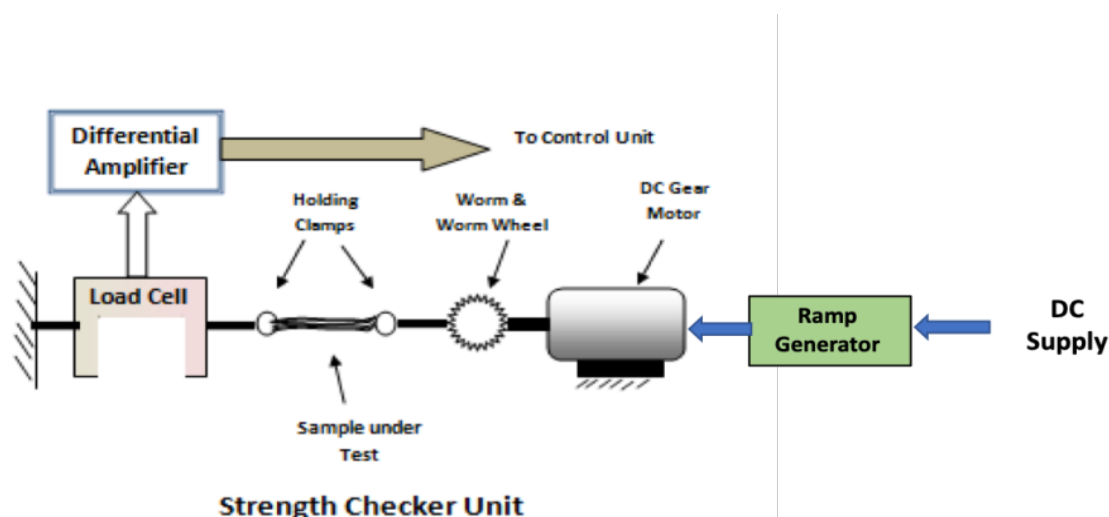 Differential
Amplifier
To Control Unit
Holding
Clamps
Worm &
Worm Wheel
DC Gear
Motor
Load Cell
Ramp
Generator
DC
Supply
Sample under
Test
Strength Checker Unit